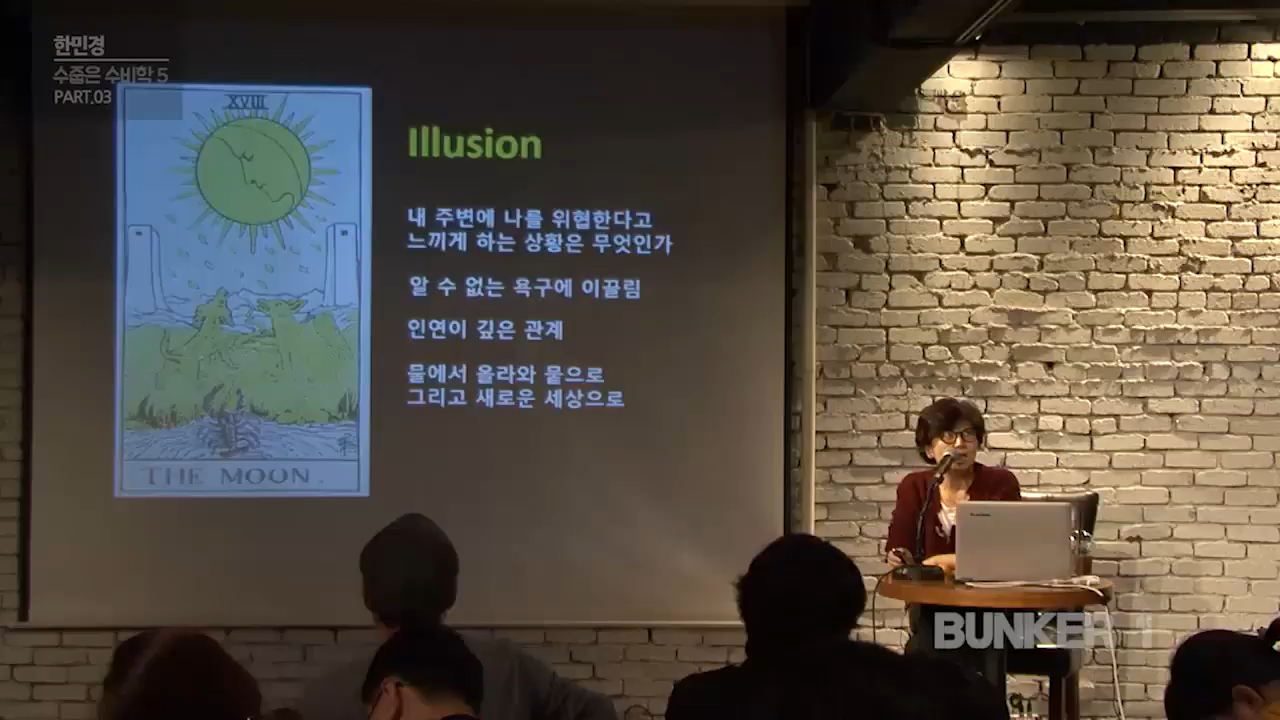 한민경
수줍은 수비학 5
PART.03
XVIII
THE MOON.
Illusion
내 주변에 나를 위협한다고
느끼게 하는 상황은 무엇인가
알 수 없는 욕구에 이끌림
인연이 깊은 관계
물에서 올라와 뭍으로
그리고 새로운 세상으로
BUNKER 1